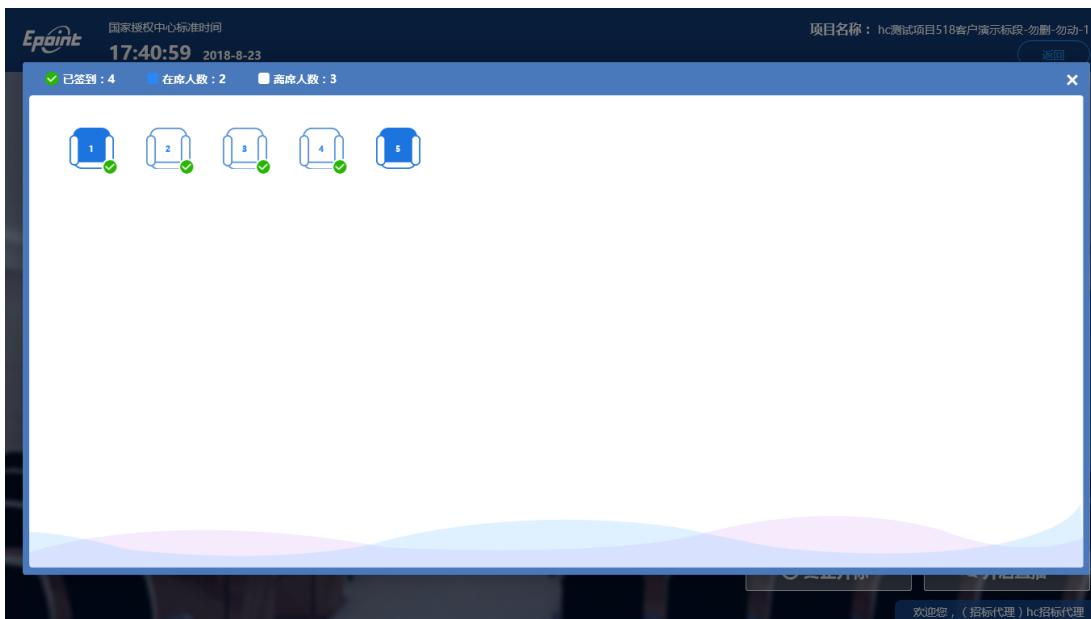 Epoint
国家授权中心标准时间
17:40:59 2018-8-23
项目名称： hc测试项目518客户演示标段-勿删-勿动-1
返回
已签到：4 在席人数：2 离席人数：3
1 2 3 4 5
欢迎您，（招标代理）hc招标代理